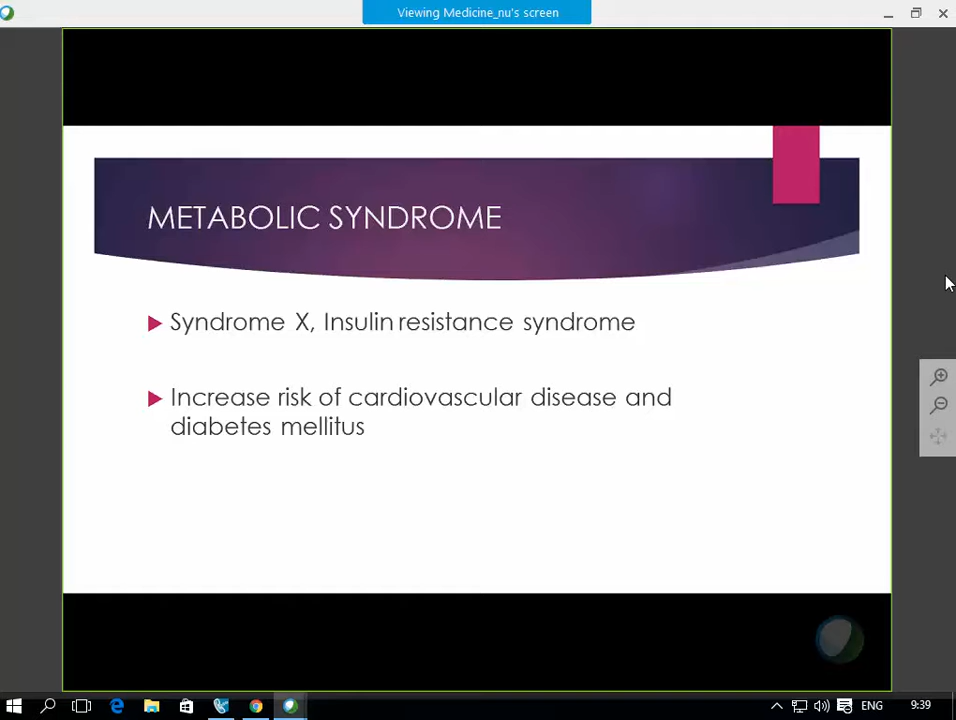 Viewing Medicine_nu's screen
METABOLIC SYNDROME
Syndrome X, Insulin resistance syndrome
Increase risk of cardiovascular disease and
diabetes mellitus
ENG
9:39